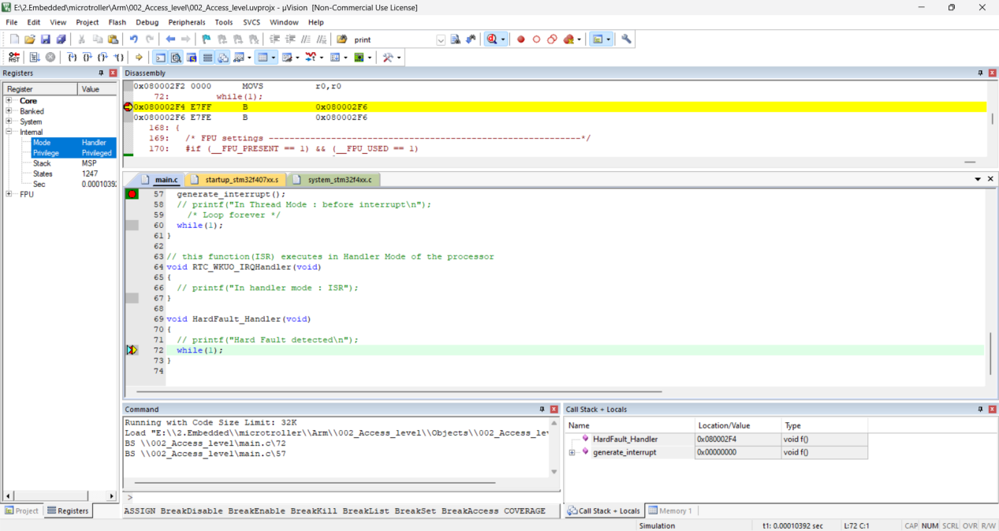 E:\2.Embedded\microtroller\Arm\002_Access_level\002_Access_level.uvprojx - µVision [Non-Commercial Use License]
File Edit View Project Flash Debug Peripherals Tools SVCS Window Help
print
RST
Registers
Register Value
Core
Banked
System
Internal
Mode Handler
Privilege Privileged
Stack MSP
States 1247
Sec 0.00010392
FPU
Project Registers
Disassembly
0x080002F2 0000 MOVS r0,r0
72: while(1);
0x080002F4 E7FF B 0x080002F6
0x080002F6 E7FE B 0x080002F6
168: {
169: /* FPU settings ------------------------------------------------------------*/
170: #if (__FPU_PRESENT == 1) && (__FPU_USED == 1)
main.c startup_stm32f407xx.s system_stm32f4xx.c
57 generate_interrupt();
58 // printf("In Thread Mode : before interrupt\n");
59 /* Loop forever */
60 while(1);
61 }
62
63 // this function(ISR) executes in Handler Mode of the processor
64 void RTC_WKUO_IRQHandler(void)
65 {
66 // printf("In handler mode : ISR");
67 }
68
69 void HardFault_Handler(void)
70 {
71 // printf("Hard Fault detected\n");
72 while(1);
73 }
74
Command
Running with Code Size Limit: 32K
Load "E:\\2.Embedded\\microtroller\\Arm\\002_Access_level\\Objects\\002_Access_lev
BS \\002_Access_level\main.c\72
BS \\002_Access_level\main.c\57
>
ASSIGN BreakDisable BreakEnable BreakKill BreakList BreakSet BreakAccess COVERAGE
Call Stack + Locals
Name Location/Value Type
HardFault_Handler 0x080002F4 void f()
generate_interrupt 0x00000000 void f()
Call Stack + Locals Memory 1
Simulation t1: 0.00010392 sec L:72 C:1 CAP NUM SCRL OVR R/W